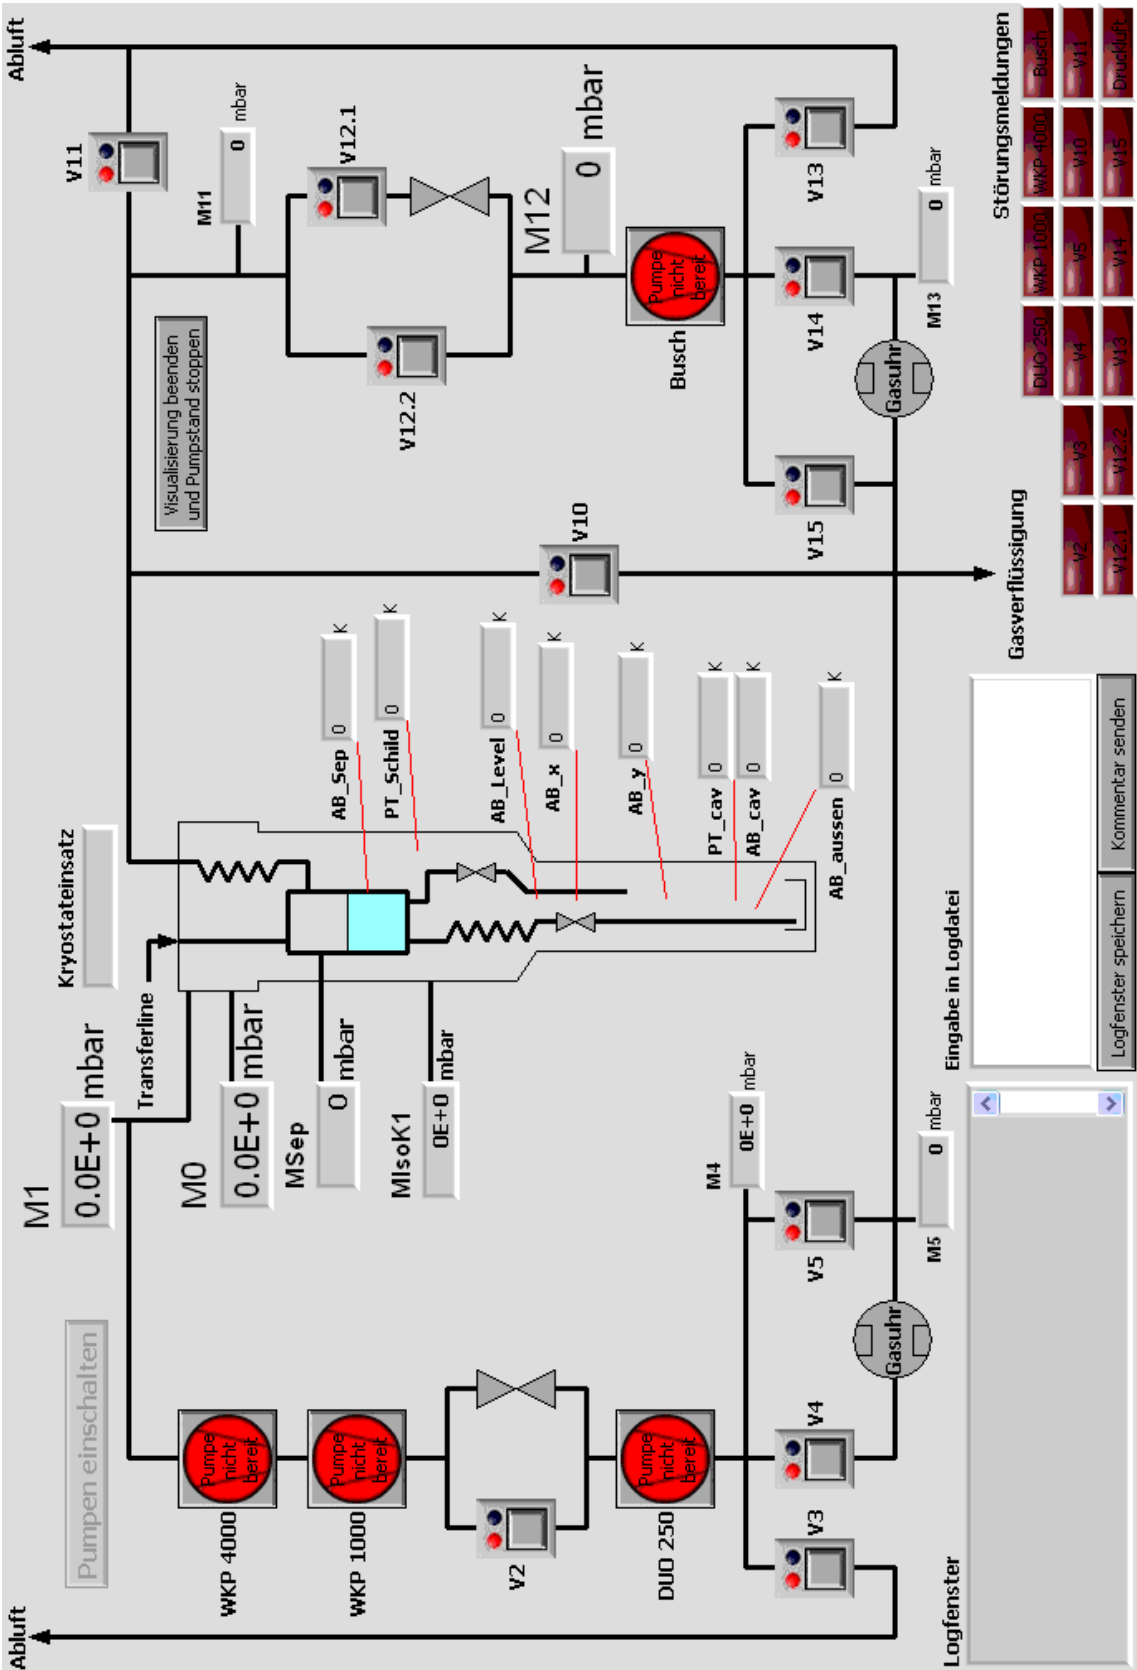 Abluft
Pumpen einschalten
M1
0.0E+0 mbar
Kryostateinsatz
Transferline
M0
0.0E+0 mbar
MSep
0 mbar
MIsoK1
0E+0 mbar
WKP 4000
Pumpe
nicht
bereit
WKP 1000
Pumpe
nicht
bereit
V2
DUO 250
Pumpe
nicht
bereit
M4
0E+0 mbar
V3
V4
V5
Gasuhr
M5
0 mbar
AB_Sep 0 K
PT_Schild 0 K
AB_Level 0 K
AB_x 0 K
AB_y 0 K
PT_cav 0 K
AB_cav 0 K
AB_aussen 0 K
Visualisierung beenden
und Pumpstand stoppen
V10
Gasverflüssigung
Abluft
V11
M11
0 mbar
V12.1
V12.2
M12
0 mbar
Busch
Pumpe
nicht
bereit
V15
V14
V13
Gasuhr
M13
0 mbar
Logfenster
Eingabe in Logdatei
Logfenster speichern
Kommentar senden
Störungsmeldungen
DUO 250 WKP 1000 WKP 4000 Busch
V2 V3 V4 V5 V10 V11
V12.1 V12.2 V13 V14 V15 Druckluft